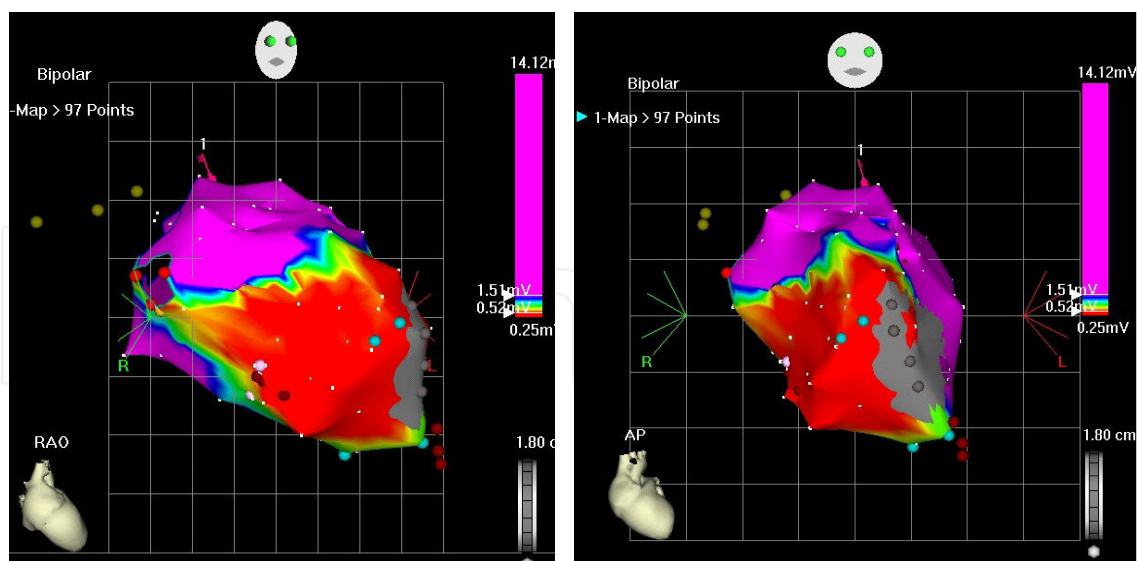 Bipolar
-Map > 97 Points
1
14.12m
1.51mV
0.52mV
0.25m
R
L
RAO
1.80 c
Bipolar
1-Map > 97 Points
1
14.12mV
1.51mV
0.52mV
0.25mV
R
L
AP
1.80 cm